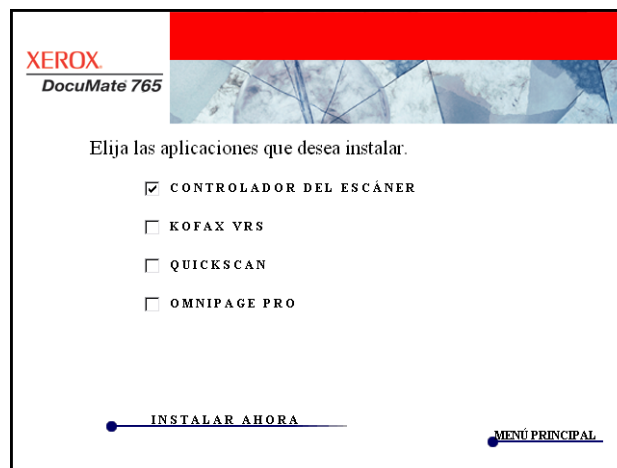 XEROX.
DocuMate 765
Elija las aplicaciones que desea instalar.
CONTROLADOR DEL ESCÁNER
KOFAX VRS
QUICKSCAN
OMNIPAGE PRO
INSTALAR AHORA
MENÚ PRINCIPAL